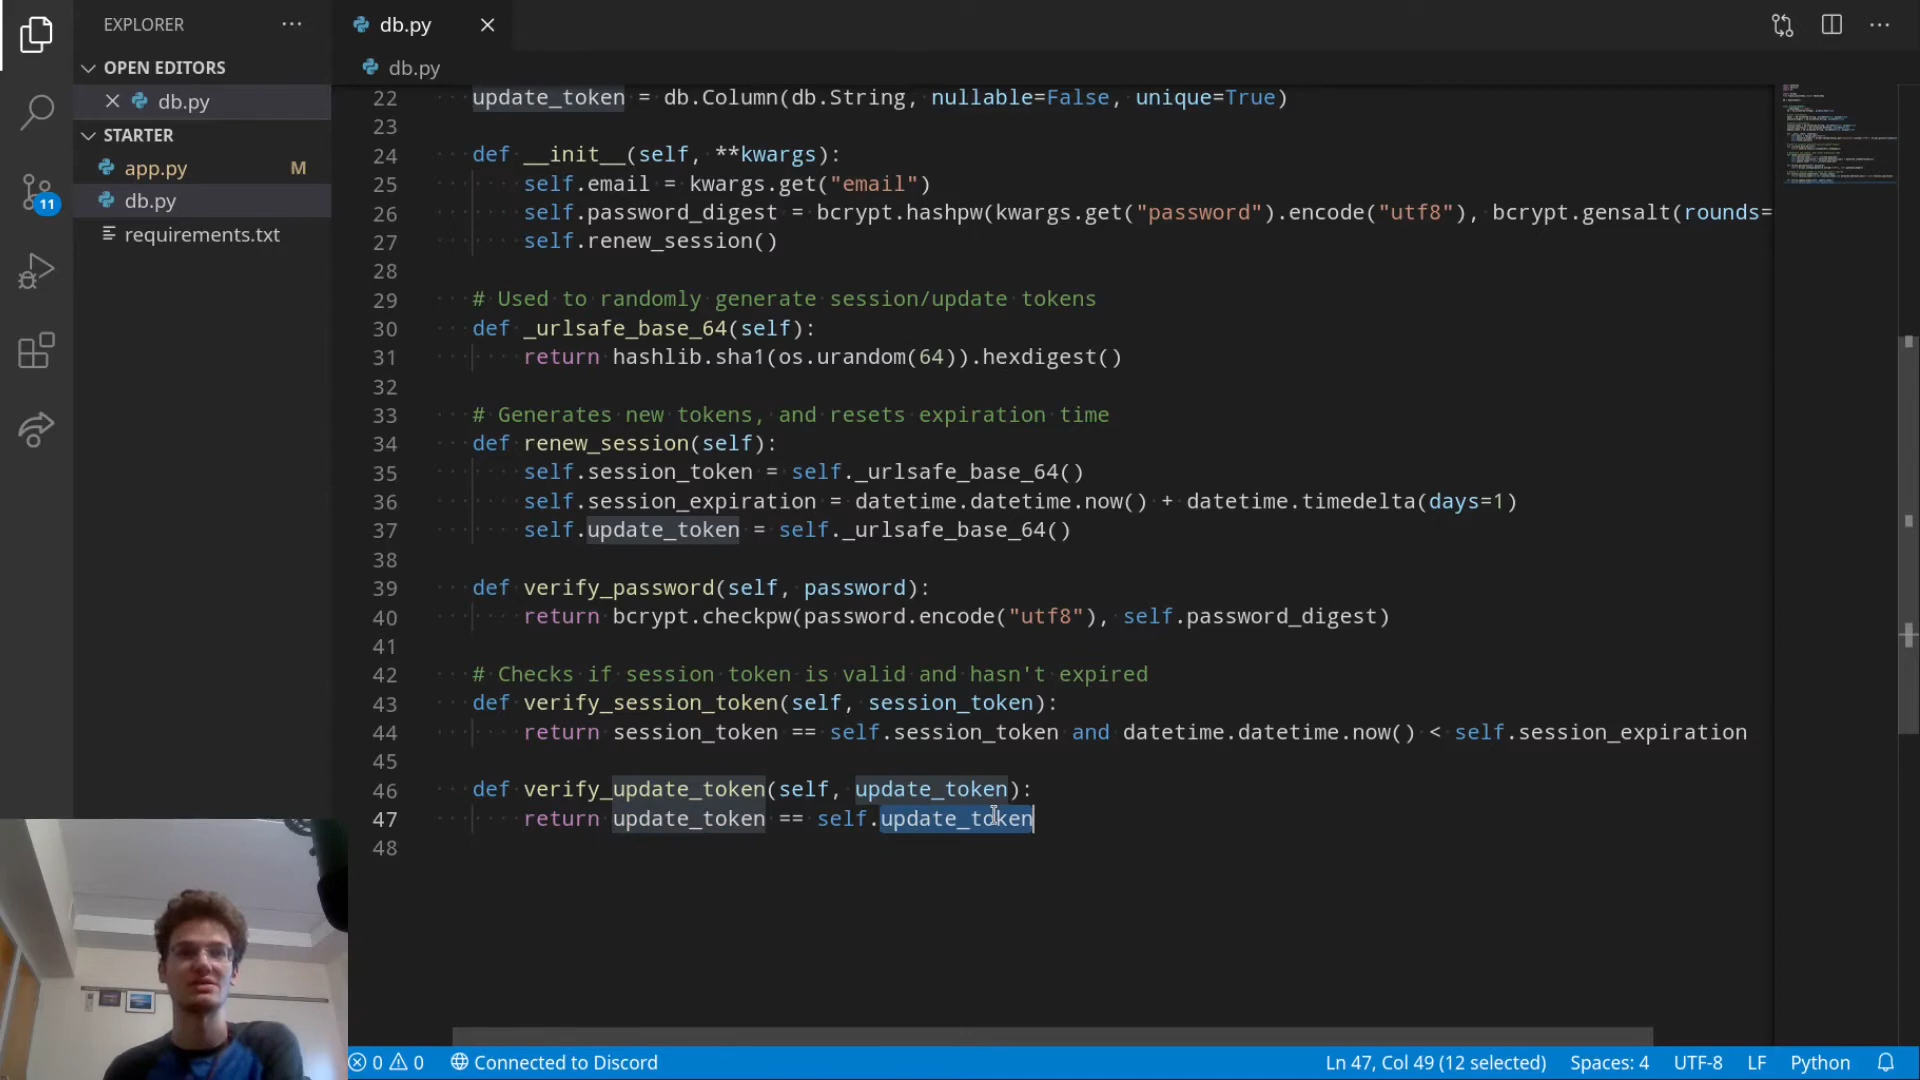 EXPLORER
db.py
OPEN EDITORS
db.py
db.py
STARTER
app.py M
db.py
requirements.txt
11
22 update_token = db.Column(db.String, nullable=False, unique=True)
23
24 def __init__(self, **kwargs):
25 self.email = kwargs.get("email")
26 self.password_digest = bcrypt.hashpw(kwargs.get("password").encode("utf8"), bcrypt.gensalt(rounds=
27 self.renew_session()
28
29 # Used to randomly generate session/update tokens
30 def _urlsafe_base_64(self):
31 return hashlib.sha1(os.urandom(64)).hexdigest()
32
33 # Generates new tokens, and resets expiration time
34 def renew_session(self):
35 self.session_token = self._urlsafe_base_64()
36 self.session_expiration = datetime.datetime.now() + datetime.timedelta(days=1)
37 self.update_token = self._urlsafe_base_64()
38
39 def verify_password(self, password):
40 return bcrypt.checkpw(password.encode("utf8"), self.password_digest)
41
42 # Checks if session token is valid and hasn't expired
43 def verify_session_token(self, session_token):
44 return session_token == self.session_token and datetime.datetime.now() < self.session_expiration
45
46 def verify_update_token(self, update_token):
47 return update_token == self.update_token
48
0 0 Connected to Discord
Ln 47, Col 49 (12 selected) Spaces: 4 UTF-8 LF Python